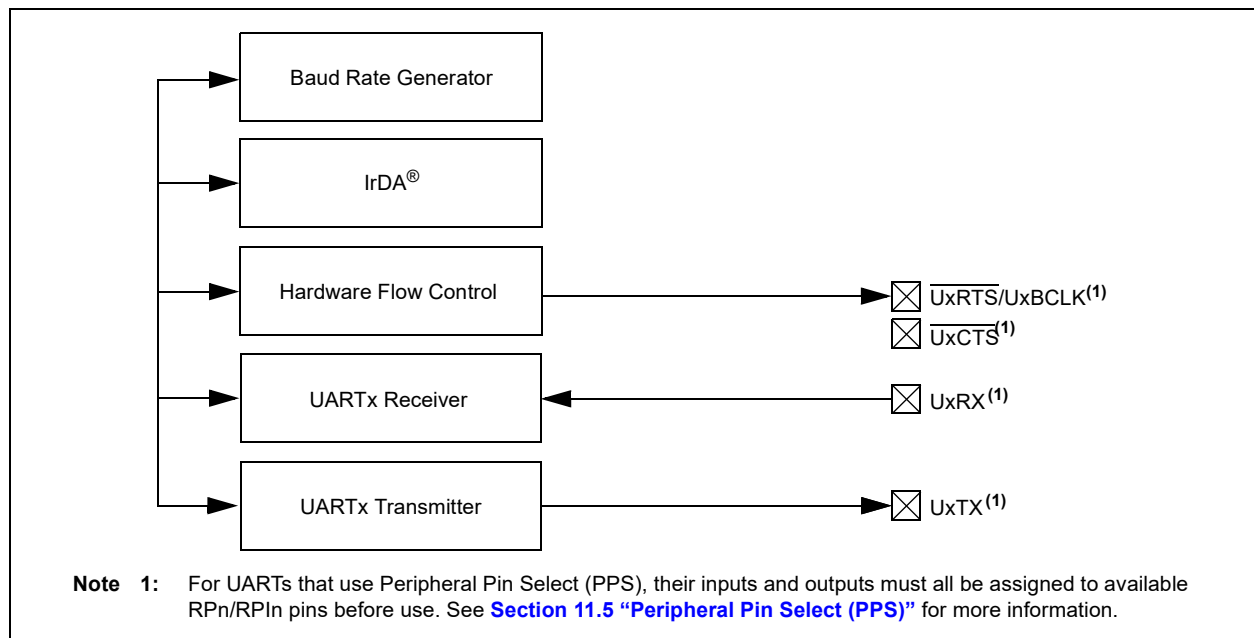 Baud Rate Generator
IrDA®
Hardware Flow Control
UxRTS/UxBCLK(1)
UxCTS(1)
UARTx Receiver
UxRX(1)
UARTx Transmitter
UxTX(1)
Note 1: For UARTs that use Peripheral Pin Select (PPS), their inputs and outputs must all be assigned to available
RPn/RPIn pins before use. See Section 11.5 “Peripheral Pin Select (PPS)” for more information.